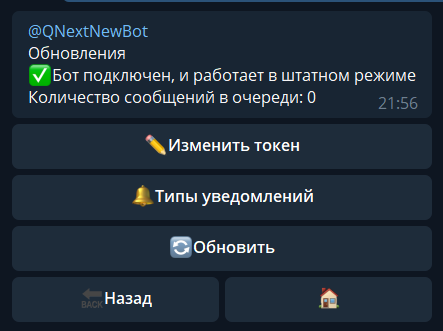 @QNextNewBot
Обновления
✅Бот подключен, и работает в штатном режиме
Количество сообщений в очереди: 0
21:56
✏️Изменить токен
🔔Типы уведомлений
🔄Обновить
🔙Назад
🏠